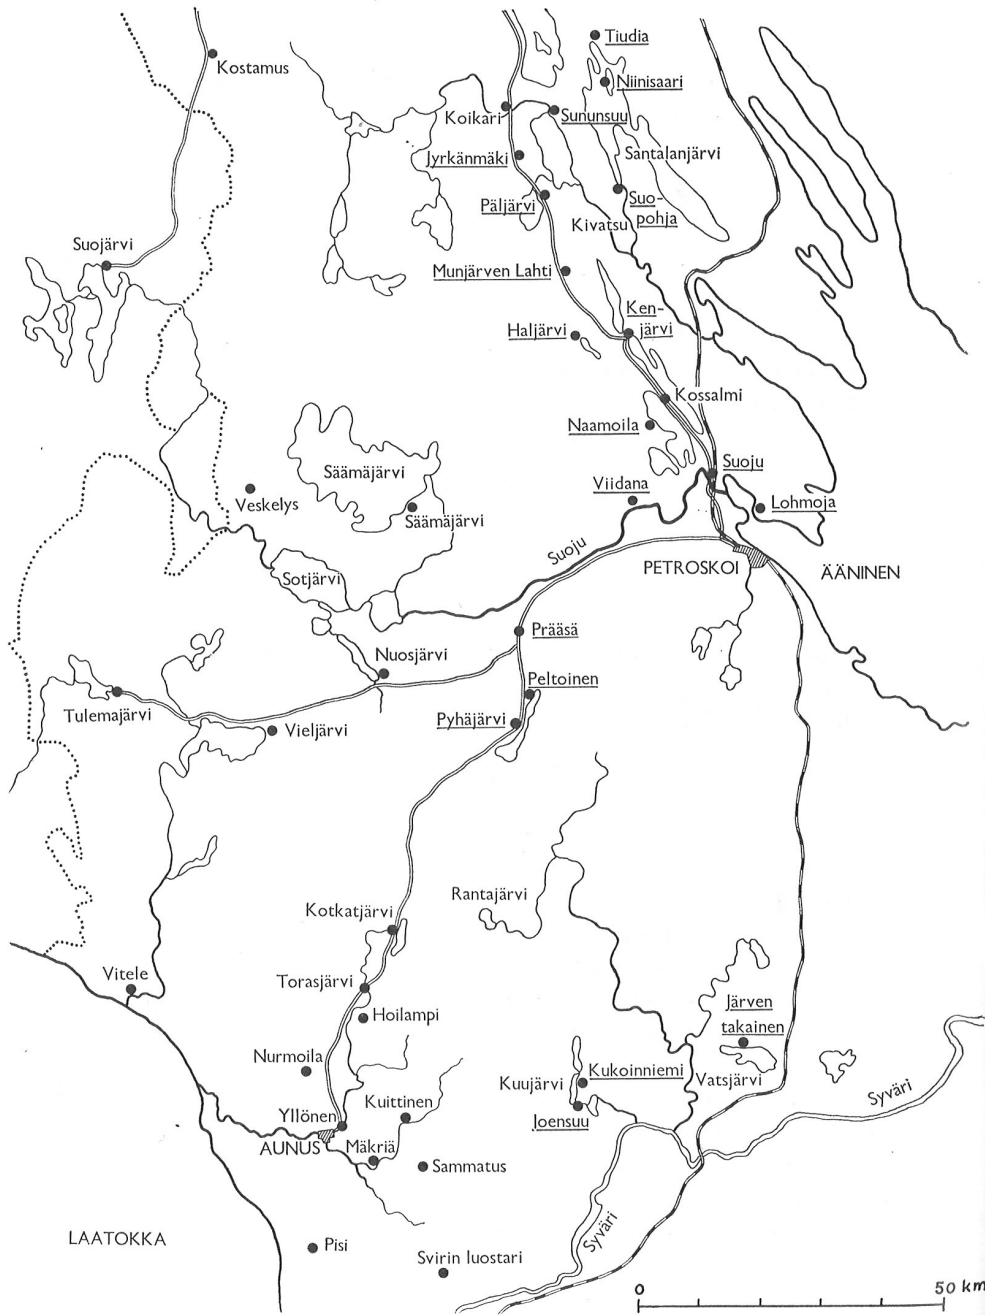 Tiudia
Kostamus
Niinisaari
Koikari
Sununsuu
Jyrkänmäki
Santalanjärvi
Päljärvi
Suo-
pohja
Kivatsu
Suojärvi
Munjärven Lahti
Ken-
järvi
Haljärvi
Kossalmi
Naamoila
Säämäjärvi
Suoju
Viidana
Veskelys
Säämäjärvi
Lohmoja
Suoju
Sotjärvi
PETROSKOI
ÄÄNINEN
Prääsä
Nuosjärvi
Peltoinen
Tulemajärvi
Pyhäjärvi
Vieljärvi
Rantajärvi
Kotkatjärvi
Vitele
Torasjärvi
Järven
takainen
Hoilampi
Nurmoila
Kuujärvi
Kukoinniemi
Vatsjärvi
Syväri
Kuittinen
Yllönen
Joensuu
AUNUS
Mäkriä
Sammatus
LAATOKKA
Syväri
Pisi
Svirin luostari
0
50 km